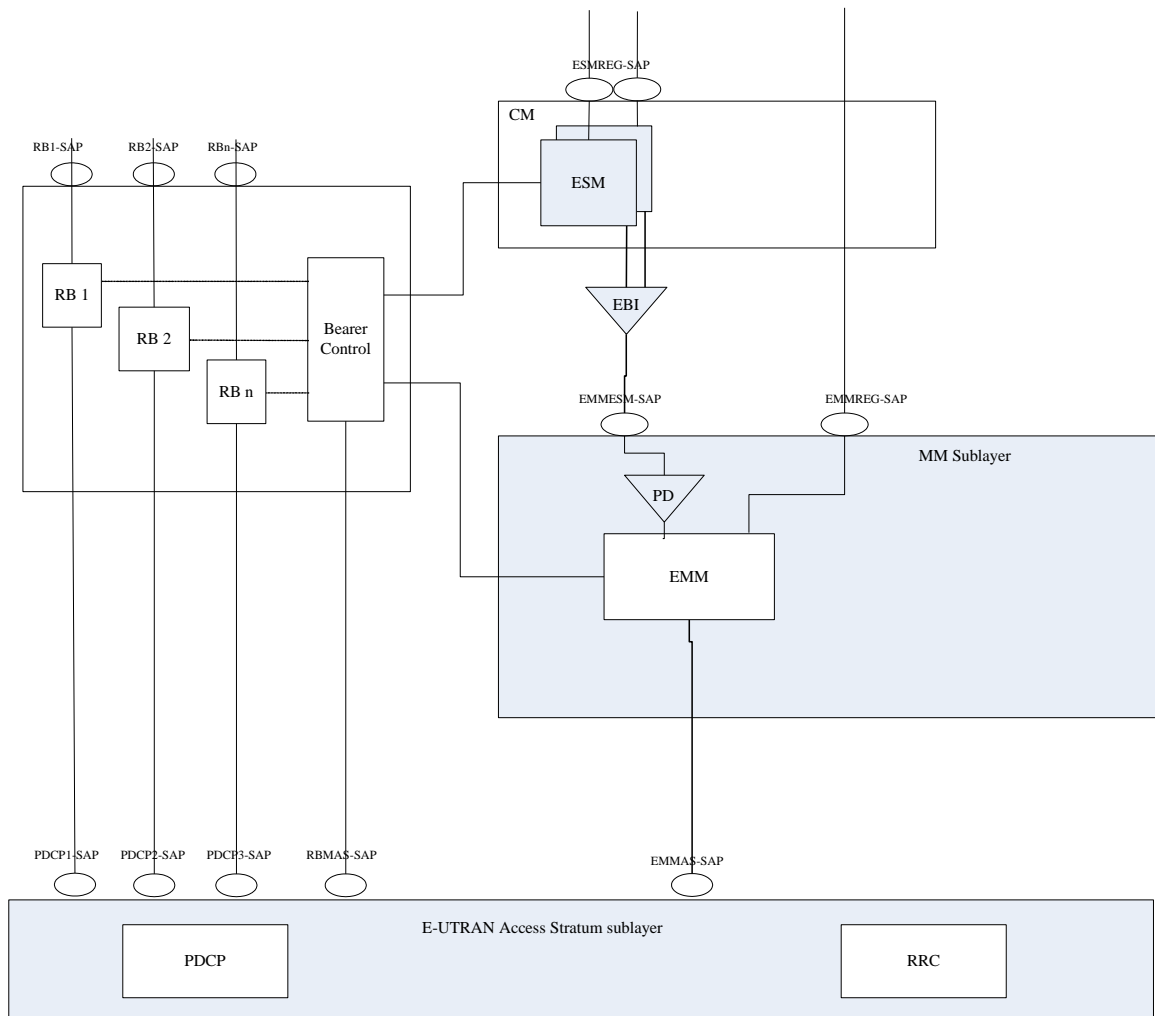 ESMREG-SAP
CM
RB1-SAP
RB2-SAP
RBn-SAP
ESM
RB 1
RB 2
RB n
Bearer
Control
EBI
EMMESM-SAP
EMMREG-SAP
MM Sublayer
PD
EMM
PDCP1-SAP
PDCP2-SAP
PDCP3-SAP
RBMAS-SAP
EMMAS-SAP
E-UTRAN Access Stratum sublayer
PDCP
RRC